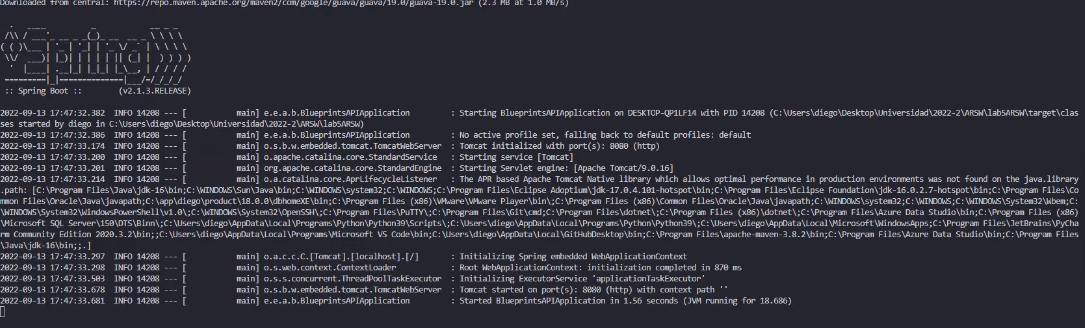 Downloaded from central: https://repo.maven.apache.org/maven2/com/google/guava/guava/19.0/guava-19.0.jar (2.3 MB at 1.0 MB/s)
:: Spring Boot :: (v2.1.3.RELEASE)
2022-09-13 17:47:32.382 INFO 14208 --- [ main] e.e.a.b.BlueprintsAPIApplication : Starting BlueprintsAPIApplication on DESKTOP-QP1LF14 with PID 14208 (C:\Users\diego\Desktop\Universidad\2022-2\ARSW\lab5ARSW\target\clas
ses started by diego in C:\Users\diego\Desktop\Universidad\2022-2\ARSW\lab5ARSW)
2022-09-13 17:47:32.386 INFO 14208 --- [ main] e.e.a.b.BlueprintsAPIApplication : No active profile set, falling back to default profiles: default
2022-09-13 17:47:33.174 INFO 14208 --- [ main] o.s.b.w.embedded.tomcat.TomcatWebServer : Tomcat initialized with port(s): 8080 (http)
2022-09-13 17:47:33.200 INFO 14208 --- [ main] o.apache.catalina.core.StandardService : Starting service [Tomcat]
2022-09-13 17:47:33.201 INFO 14208 --- [ main] org.apache.catalina.core.StandardEngine : Starting Servlet engine: [Apache Tomcat/9.0.16]
2022-09-13 17:47:33.214 INFO 14208 --- [ main] o.a.catalina.core.AprLifecycleListener : The APR based Apache Tomcat Native library which allows optimal performance in production environments was not found on the java.library
.path: [C:\Program Files\Java\jdk-16\bin;C:\WINDOWS\Sun\Java\bin;C:\WINDOWS\system32;C:\WINDOWS;C:\Program Files\Eclipse Adoptium\jdk-17.0.4.101-hotspot\bin;C:\Program Files\Eclipse Foundation\jdk-16.0.2.7-hotspot\bin;C:\Program Files\Co
mmon Files\Oracle\Java\javapath;C:\app\diego\product\18.0.0\dbhomeXE\bin;C:\Program Files (x86)\VMware\VMware Player\bin\;C:\Program Files (x86)\Common Files\Oracle\Java\javapath;C:\WINDOWS\system32;C:\WINDOWS;C:\WINDOWS\System32\Wbem;C:
\WINDOWS\System32\WindowsPowerShell\v1.0\;C:\WINDOWS\System32\OpenSSH\;C:\Program Files\PuTTY\;C:\Program Files\Git\cmd;C:\Program Files\dotnet\;C:\Program Files (x86)\dotnet\;C:\Program Files\Azure Data Studio\bin;C:\Program Files (x86)
\Microsoft SQL Server\150\DTS\Binn\;C:\Users\diego\AppData\Local\Programs\Python\Python39\Scripts\;C:\Users\diego\AppData\Local\Programs\Python\Python39\;C:\Users\diego\AppData\Local\Microsoft\WindowsApps;C:\Program Files\JetBrains\PyCha
rm Community Edition 2020.3.2\bin;;C:\Users\diego\AppData\Local\Programs\Microsoft VS Code\bin;C:\Users\diego\AppData\Local\GitHubDesktop\bin;C:\Program Files\apache-maven-3.8.2\bin;C:\Program Files\Azure Data Studio\bin;C:\Program Files
\Java\jdk-16\bin;;.]
2022-09-13 17:47:33.297 INFO 14208 --- [ main] o.a.c.c.C.[Tomcat].[localhost].[/] : Initializing Spring embedded WebApplicationContext
2022-09-13 17:47:33.298 INFO 14208 --- [ main] o.s.web.context.ContextLoader : Root WebApplicationContext: initialization completed in 870 ms
2022-09-13 17:47:33.503 INFO 14208 --- [ main] o.s.s.concurrent.ThreadPoolTaskExecutor : Initializing ExecutorService 'applicationTaskExecutor'
2022-09-13 17:47:33.678 INFO 14208 --- [ main] o.s.b.w.embedded.tomcat.TomcatWebServer : Tomcat started on port(s): 8080 (http) with context path ''
2022-09-13 17:47:33.681 INFO 14208 --- [ main] e.e.a.b.BlueprintsAPIApplication : Started BlueprintsAPIApplication in 1.56 seconds (JVM running for 18.686)